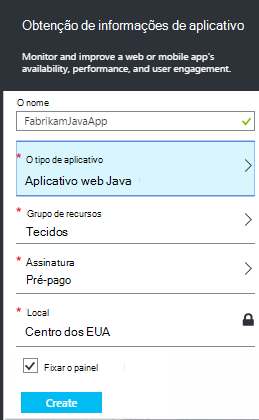 Obtenção de informações de aplicativo
Monitor and improve a web or mobile app's
availability, performance, and user engagement.
O nome
FabrikamJavaApp
* O tipo de aplicativo
Aplicativo web Java
* Grupo de recursos
Tecidos
* Assinatura
Pré-pago
* Local
Centro dos EUA
Fixar o painel
Create